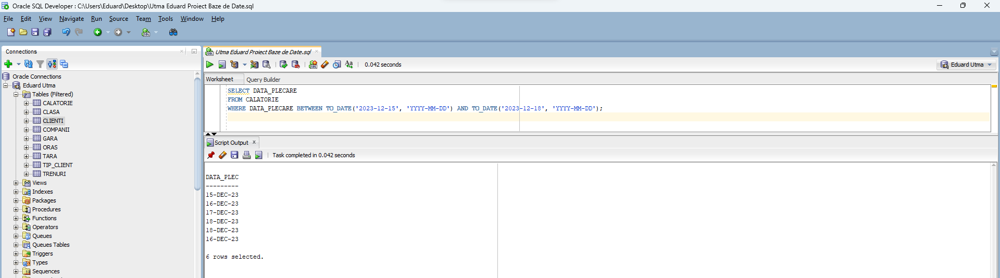 Oracle SQL Developer : C:\Users\Eduard\Desktop\Utma Eduard Proiect Baze de Date.sql
File Edit View Navigate Run Source Team Tools Window Help
Connections
Oracle Connections
Eduard Utma
Tables (Filtered)
CALATORIE
CLASA
CLIENTI
COMPANII
GARA
ORAS
TARA
TIP_CLIENT
TRENURI
Views
Indexes
Packages
Procedures
Functions
Operators
Queues
Queues Tables
Triggers
Types
Sequences
Utma Eduard Proiect Baze de Date.sql
0.042 seconds
Eduard Utma
Worksheet Query Builder
SELECT DATA_PLECARE
FROM CALATORIE
WHERE DATA_PLECARE BETWEEN TO_DATE('2023-12-15', 'YYYY-MM-DD') AND TO_DATE('2023-12-18', 'YYYY-MM-DD');
Script Output x
Task completed in 0.042 seconds
DATA_PLEC
---------
15-DEC-23
16-DEC-23
17-DEC-23
18-DEC-23
18-DEC-23
16-DEC-23
6 rows selected.